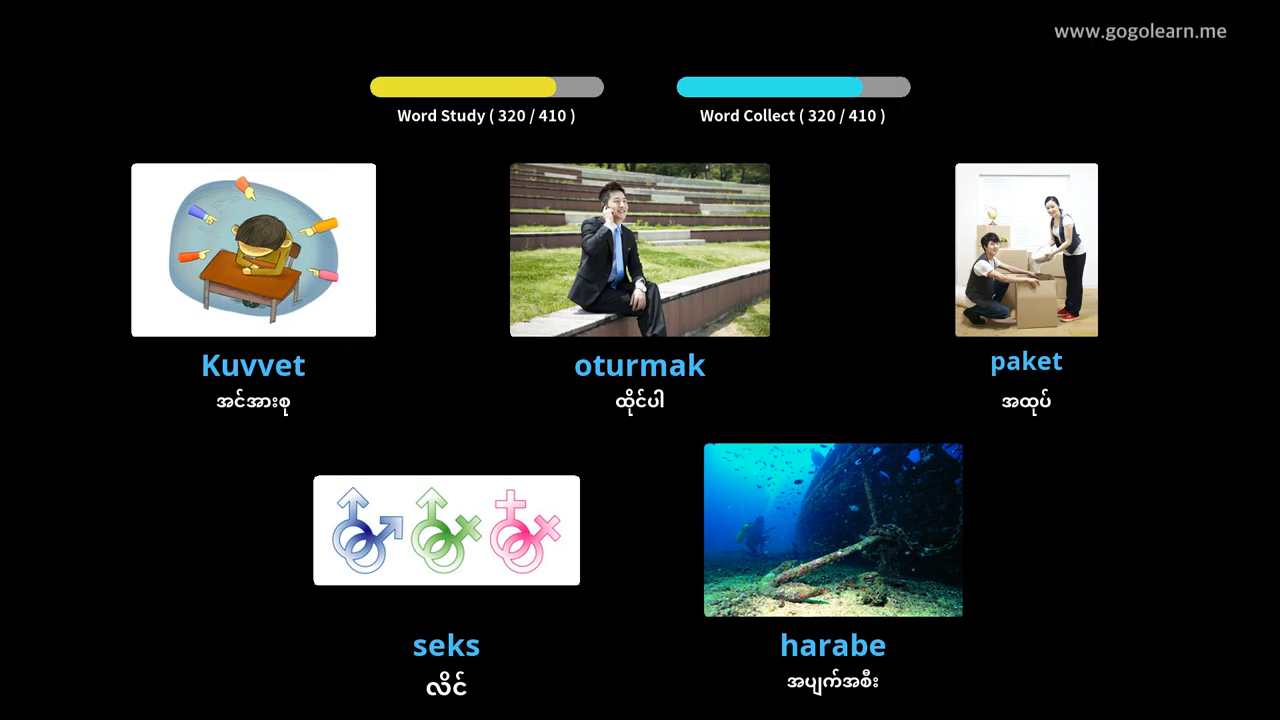 www.gogolearn.me
Word Study ( 320 / 410 )
Word Collect ( 320 / 410 )
Kuvvet
အင်အားစု
oturmak
ထိုင်ပါ
paket
အထုပ်
seks
လိင်
harabe
အပျက်အစီး